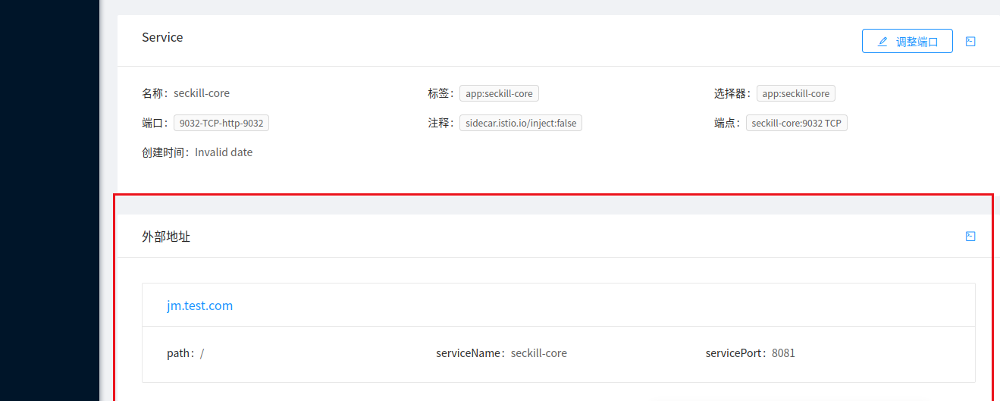 Service
调整端口
名称：seckill-core 标签：app:seckill-core 选择器：app:seckill-core
端口：9032-TCP-http-9032 注释：sidecar.istio.io/inject:false 端点：seckill-core:9032 TCP
创建时间：Invalid date
外部地址
jm.test.com
path：/ serviceName：seckill-core servicePort：8081